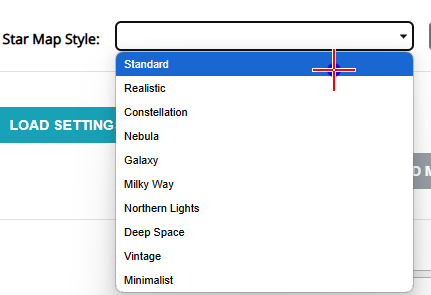 Star Map Style:
Standard
Realistic
LOAD SETTING
Constellation
Nebula
Galaxy
Milky Way
Northern Lights
Deep Space
Vintage
Minimalist